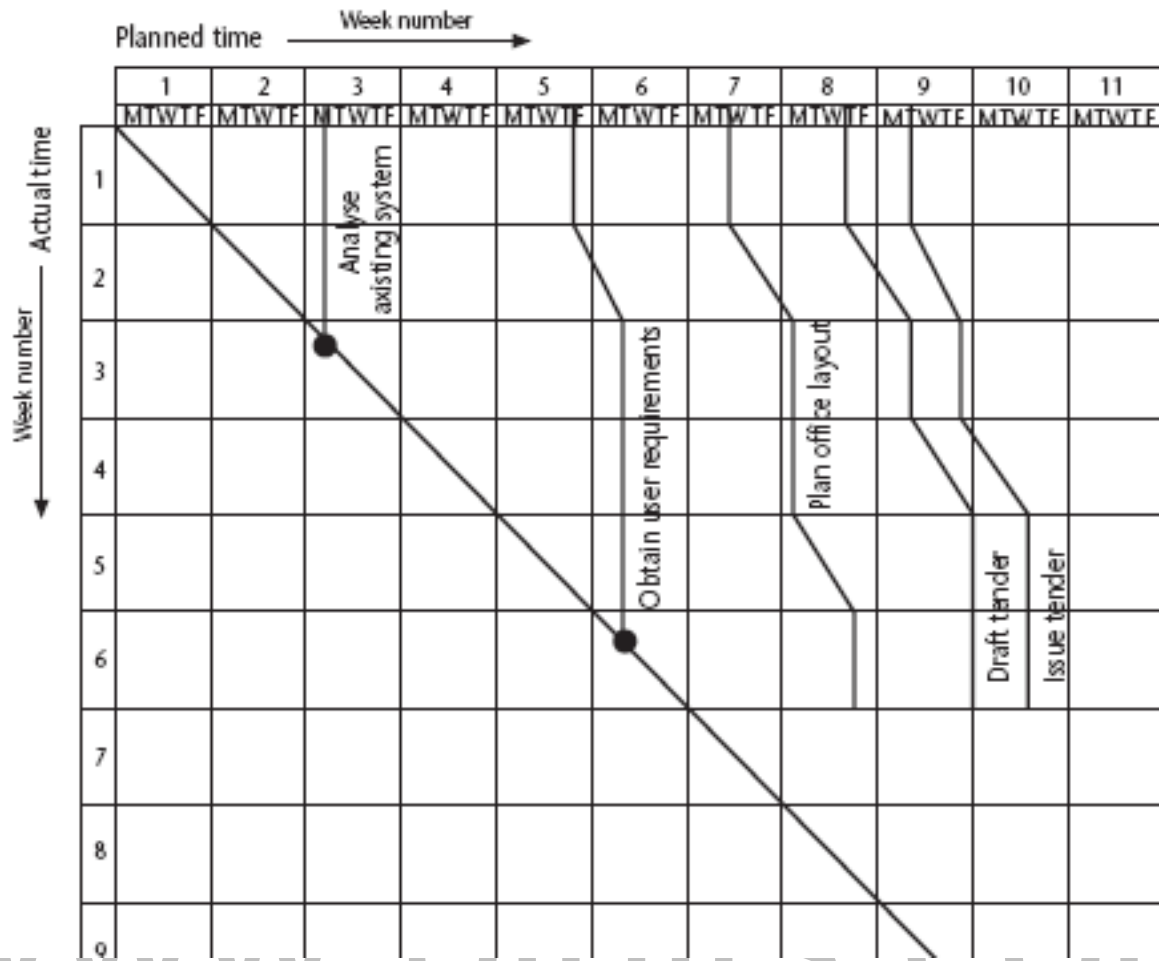 Week number
Planned time
1 2 3 4 5 6 7 8 9 10 11
MTWTF MTWTF MTWTF MTWTF MTWTF MTWTF MTWTF MTWTF MTWTF MTWTF MTWTF
Actual time
Week number
1
2
3
4
5
6
7
8
9
Analyse
axisting system
Obtain user requirements
Plan office layout
Draft tender
Issue tender